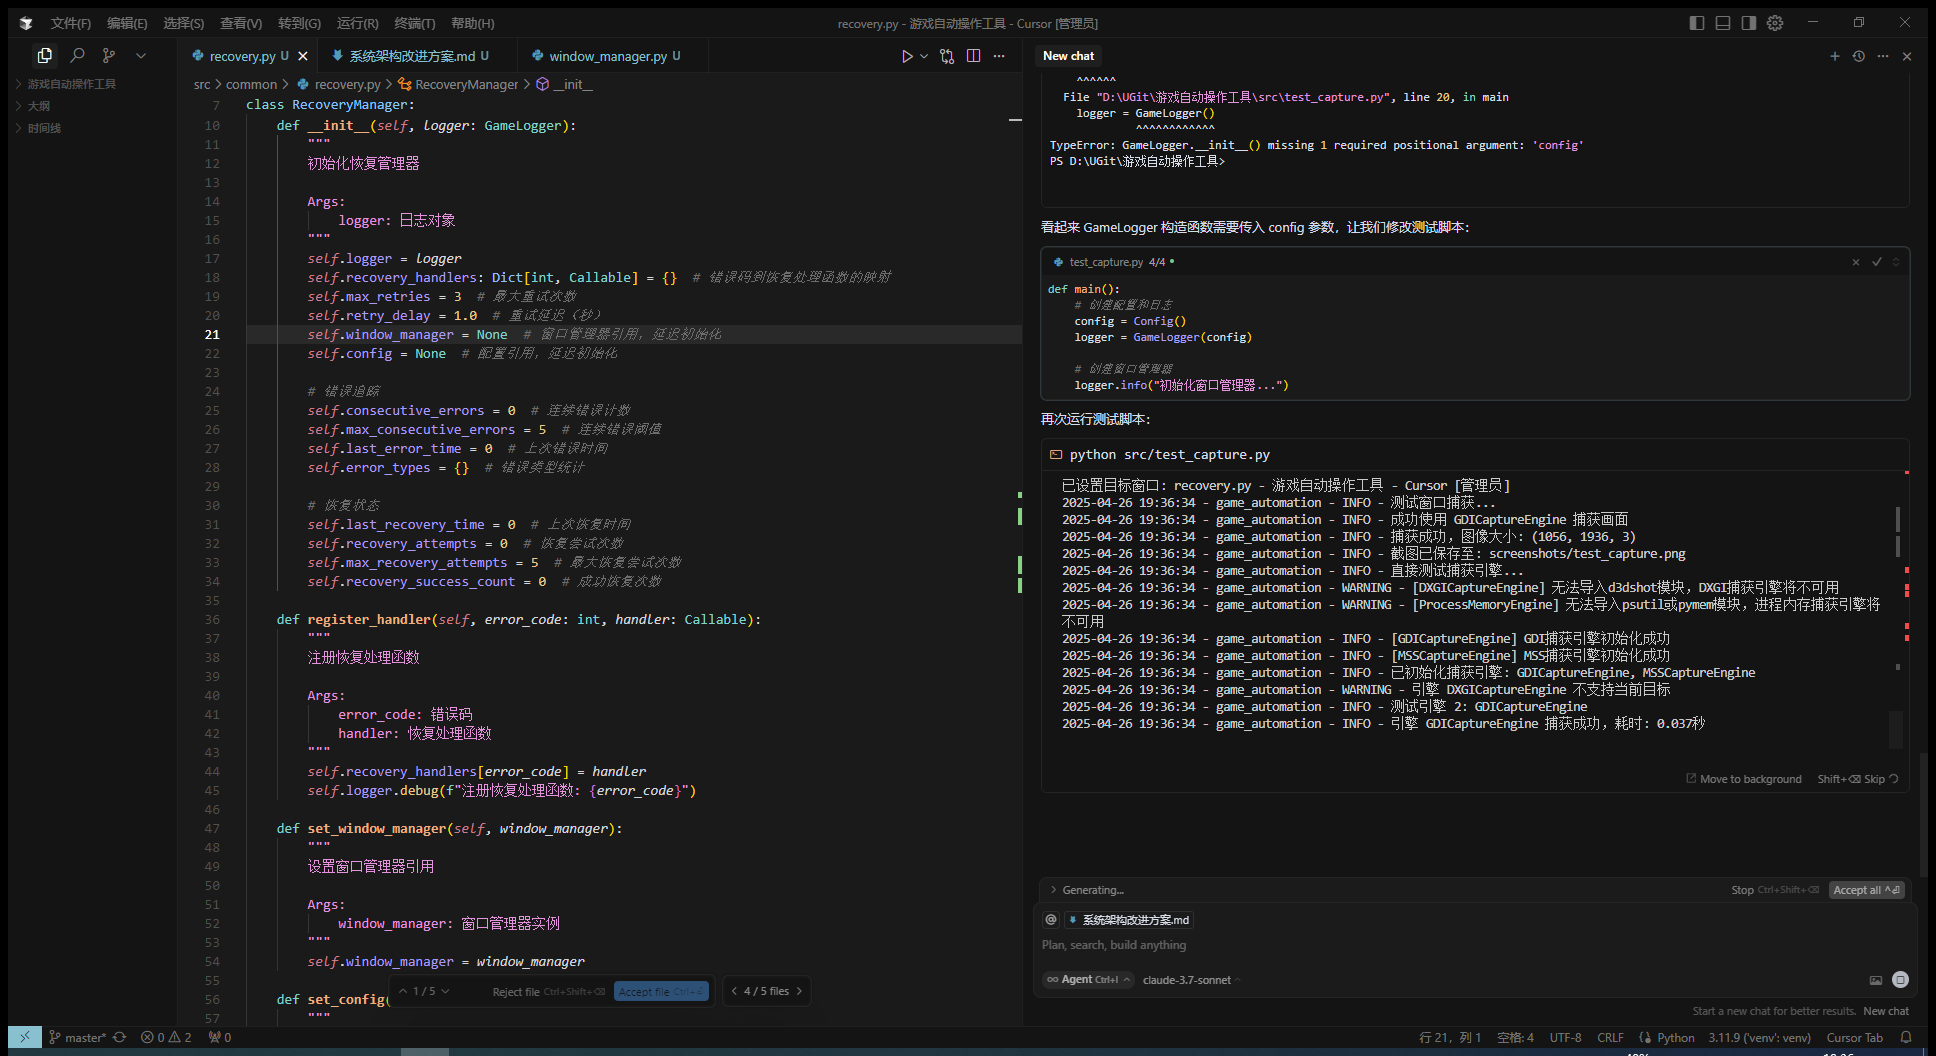 文件(F) 编辑(E) 选择(S) 查看(V) 转到(G) 运行(R) 终端(T) 帮助(H)
recovery.py - 游戏自动操作工具 - Cursor [管理员]
recovery.py U
系统架构改进方案.md U
window_manager.py U
New chat
游戏自动操作工具
大纲
时间线
src > common > recovery.py > RecoveryManager > __init__
7 class RecoveryManager:
10 def __init__(self, logger: GameLogger):
11 """
12 初始化恢复管理器
13
14 Args:
15 logger: 日志对象
16 """
17 self.logger = logger
18 self.recovery_handlers: Dict[int, Callable] = {} # 错误码到恢复处理函数的映射
19 self.max_retries = 3 # 最大重试次数
20 self.retry_delay = 1.0 # 重试延迟（秒）
21 self.window_manager = None # 窗口管理器引用，延迟初始化
22 self.config = None # 配置引用，延迟初始化
23
24 # 错误追踪
25 self.consecutive_errors = 0 # 连续错误计数
26 self.max_consecutive_errors = 5 # 连续错误阈值
27 self.last_error_time = 0 # 上次错误时间
28 self.error_types = {} # 错误类型统计
29
30 # 恢复状态
31 self.last_recovery_time = 0 # 上次恢复时间
32 self.recovery_attempts = 0 # 恢复尝试次数
33 self.max_recovery_attempts = 5 # 最大恢复尝试次数
34 self.recovery_success_count = 0 # 成功恢复次数
35
36 def register_handler(self, error_code: int, handler: Callable):
37 """
38 注册恢复处理函数
39
40 Args:
41 error_code: 错误码
42 handler: 恢复处理函数
43 """
44 self.recovery_handlers[error_code] = handler
45 self.logger.debug(f"注册恢复处理函数: {error_code}")
46
47 def set_window_manager(self, window_manager):
48 """
49 设置窗口管理器引用
50
51 Args:
52 window_manager: 窗口管理器实例
53 """
54 self.window_manager = window_manager
55
56 def set_config(
57 """
1 / 5
Reject file Ctrl+Shift+⌫
Accept file Ctrl+⏎
4 / 5 files
^^^^^^
File "D:\UGit\游戏自动操作工具\src\test_capture.py", line 20, in main
logger = GameLogger()
^^^^^^^^^^^^
TypeError: GameLogger.__init__() missing 1 required positional argument: 'config'
PS D:\UGit\游戏自动操作工具>
看起来 GameLogger 构造函数需要传入 config 参数，让我们修改测试脚本：
test_capture.py 4/4
def main():
# 创建配置和日志
config = Config()
logger = GameLogger(config)
# 创建窗口管理器
logger.info("初始化窗口管理器...")
再次运行测试脚本：
python src/test_capture.py
已设置目标窗口: recovery.py - 游戏自动操作工具 - Cursor [管理员]
2025-04-26 19:36:34 - game_automation - INFO - 测试窗口捕获...
2025-04-26 19:36:34 - game_automation - INFO - 成功使用 GDICaptureEngine 捕获画面
2025-04-26 19:36:34 - game_automation - INFO - 捕获成功，图像大小: (1056, 1936, 3)
2025-04-26 19:36:34 - game_automation - INFO - 截图已保存至: screenshots/test_capture.png
2025-04-26 19:36:34 - game_automation - INFO - 直接测试捕获引擎...
2025-04-26 19:36:34 - game_automation - WARNING - [DXGICaptureEngine] 无法导入d3dshot模块，DXGI捕获引擎将不可用
2025-04-26 19:36:34 - game_automation - WARNING - [ProcessMemoryEngine] 无法导入psutil或pymem模块，进程内存捕获引擎将
不可用
2025-04-26 19:36:34 - game_automation - INFO - [GDICaptureEngine] GDI捕获引擎初始化成功
2025-04-26 19:36:34 - game_automation - INFO - [MSSCaptureEngine] MSS捕获引擎初始化成功
2025-04-26 19:36:34 - game_automation - INFO - 已初始化捕获引擎: GDICaptureEngine, MSSCaptureEngine
2025-04-26 19:36:34 - game_automation - WARNING - 引擎 DXGICaptureEngine 不支持当前目标
2025-04-26 19:36:34 - game_automation - INFO - 测试引擎 2: GDICaptureEngine
2025-04-26 19:36:34 - game_automation - INFO - 引擎 GDICaptureEngine 捕获成功，耗时: 0.037秒
Move to background Shift+⌫ Skip
Generating...
Stop Ctrl+Shift+⌫ Accept all ^⏎
@ 系统架构改进方案.md
Plan, search, build anything
∞ Agent Ctrl+I claude-3.7-sonnet
Start a new chat for better results. New chat
master* 0 2 0
行 21，列 1 空格: 4 UTF-8 CRLF Python 3.11.9 ('venv': venv) Cursor Tab